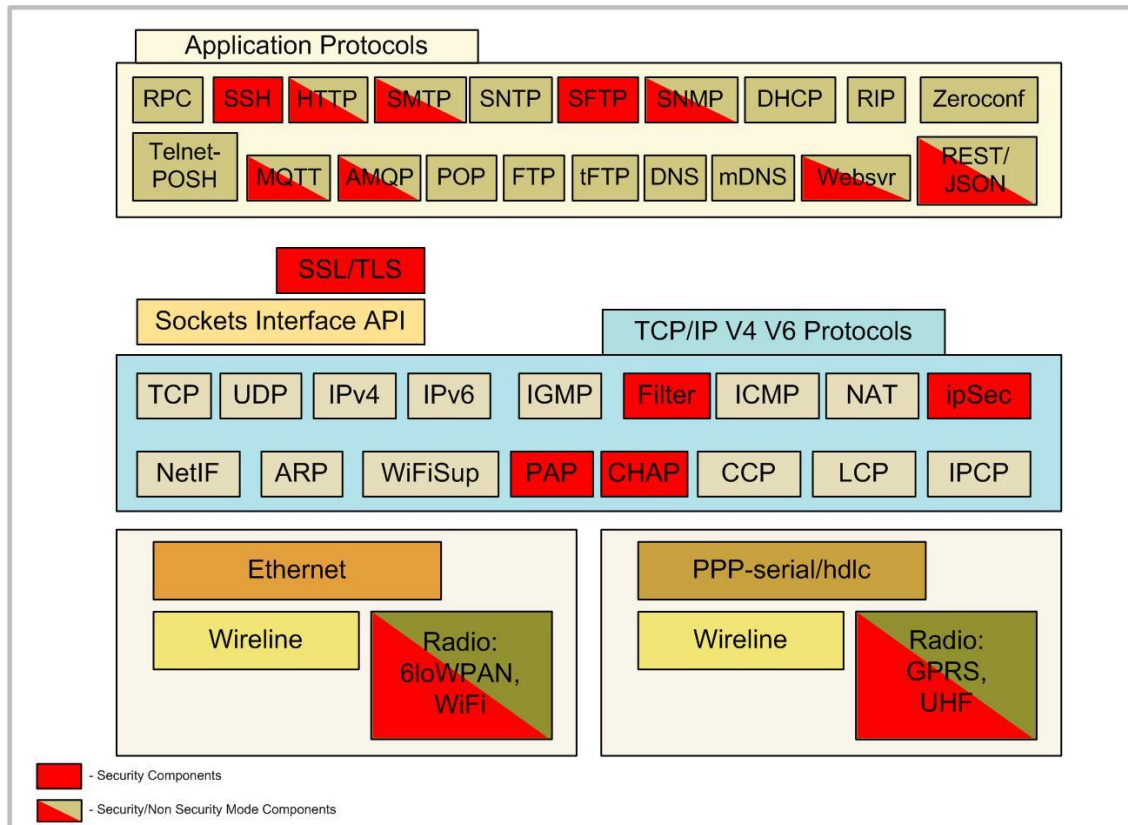 Application Protocols
RPC
SSH
HTTP
SMTP
SNTP
SFTP
SNMP
DHCP
RIP
Zeroconf
Telnet-
POSH
MQTT
AMQP
POP
FTP
tFTP
DNS
mDNS
Websvr
REST/
JSON
SSL/TLS
Sockets Interface API
TCP/IP V4 V6 Protocols
TCP
UDP
IPv4
IPv6
IGMP
Filter
ICMP
NAT
ipSec
NetIF
ARP
WiFiSup
PAP
CHAP
CCP
LCP
IPCP
Ethernet
Wireline
Radio:
6loWPAN,
WiFi
PPP-serial/hdlc
Wireline
Radio:
GPRS,
UHF
- Security Components
- Security/Non Security Mode Components